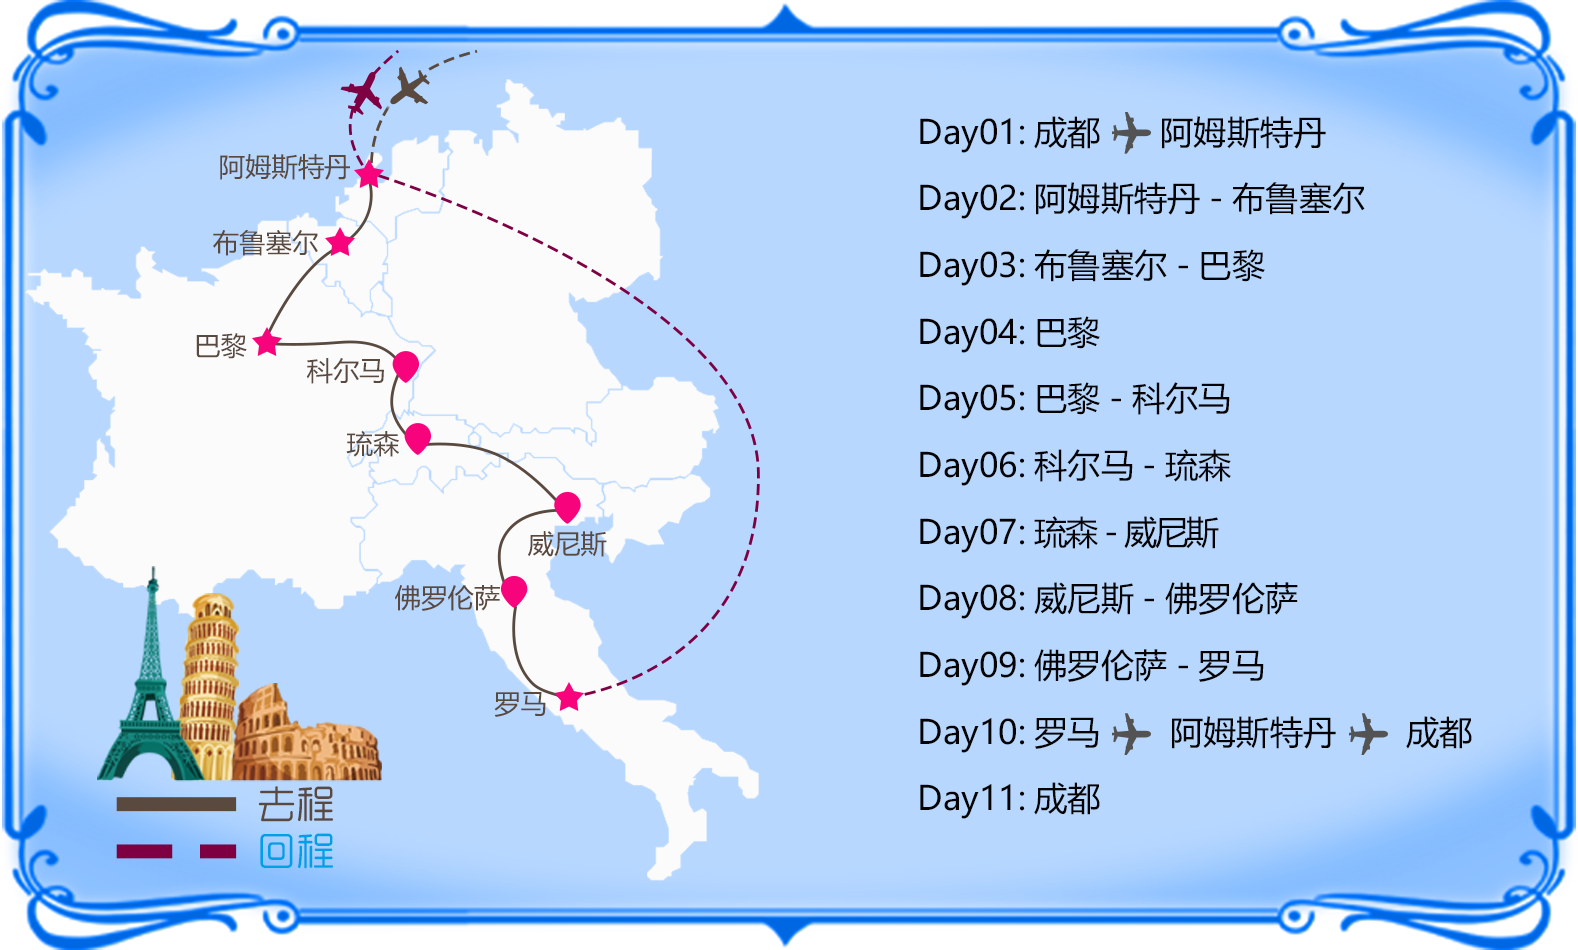 阿姆斯特丹
布鲁塞尔
巴黎
科尔马
琉森
威尼斯
佛罗伦萨
罗马
去程
回程
Day01: 成都 阿姆斯特丹
Day02: 阿姆斯特丹 - 布鲁塞尔
Day03: 布鲁塞尔 - 巴黎
Day04: 巴黎
Day05: 巴黎 - 科尔马
Day06: 科尔马 - 琉森
Day07: 琉森 - 威尼斯
Day08: 威尼斯 - 佛罗伦萨
Day09: 佛罗伦萨 - 罗马
Day10: 罗马 阿姆斯特丹 成都
Day11: 成都